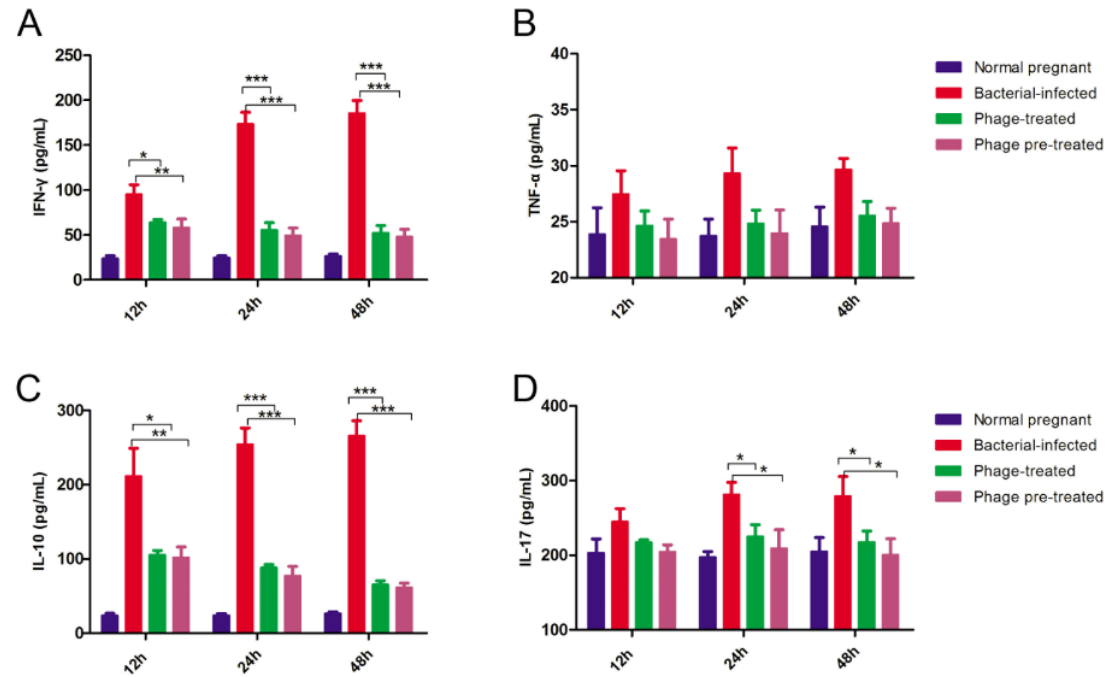 A
IFN-γ (pg/mL)
250
200
150
100
50
0
*
**
***
***
***
***
12h
24h
48h
B
TNF-α (pg/mL)
40
35
30
25
20
12h
24h
48h
Normal pregnant
Bacterial-infected
Phage-treated
Phage pre-treated
C
IL-10 (pg/mL)
300
200
100
0
*
**
***
***
***
***
12h
24h
48h
D
IL-17 (pg/mL)
400
300
200
100
*
*
*
*
12h
24h
48h
Normal pregnant
Bacterial-infected
Phage-treated
Phage pre-treated